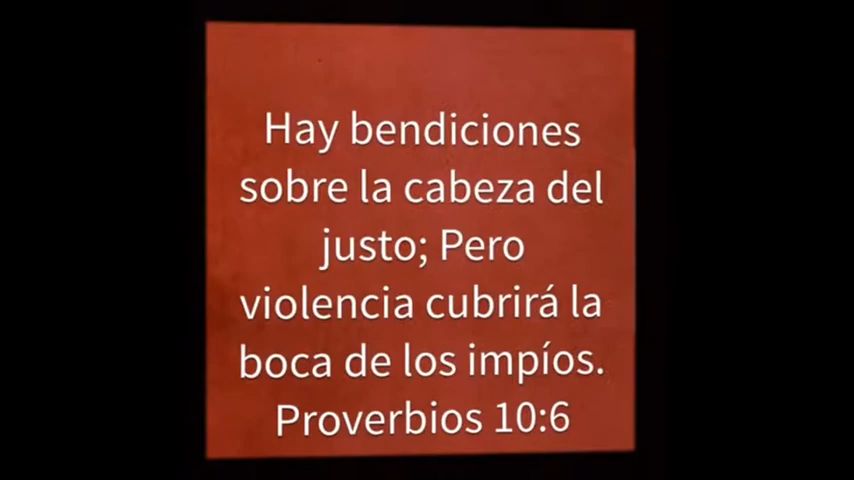 Hay bendiciones
sobre la cabeza del
justo; Pero
violencia cubrirá la
boca de los impíos.
Proverbios 10:6